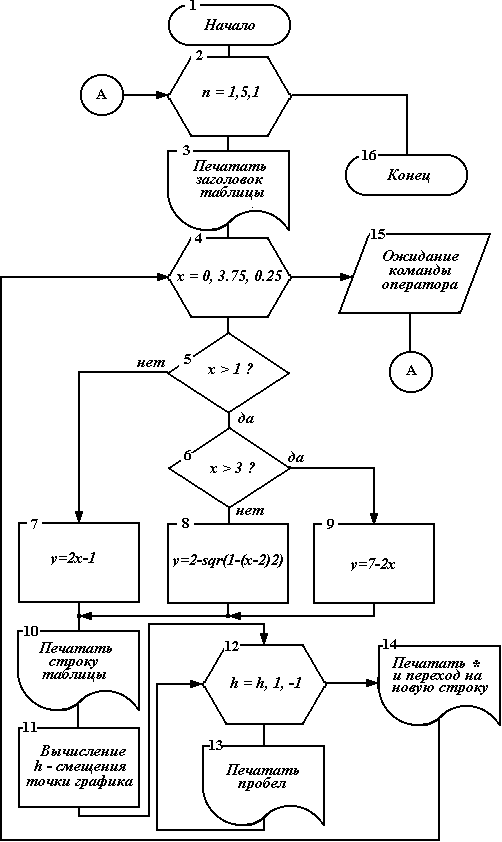 1
Начало
2
A
n = 1,5,1
3
Печатать
заголовок
таблицы
16
Конец
4
x = 0, 3.75, 0.25
15
Ожидание
команды
оператора
A
5
нет
x > 1 ?
да
6
x > 3 ?
да
нет
7
y=2x-1
8
y=2-sqr(1-(x-2)2)
9
y=7-2x
10
Печатать
строку
таблицы
12
h = h, 1, -1
14
Печатать *
и переход на
новую строку
11
Вычисление
h - смещения
точки графика
13
Печатать
пробел